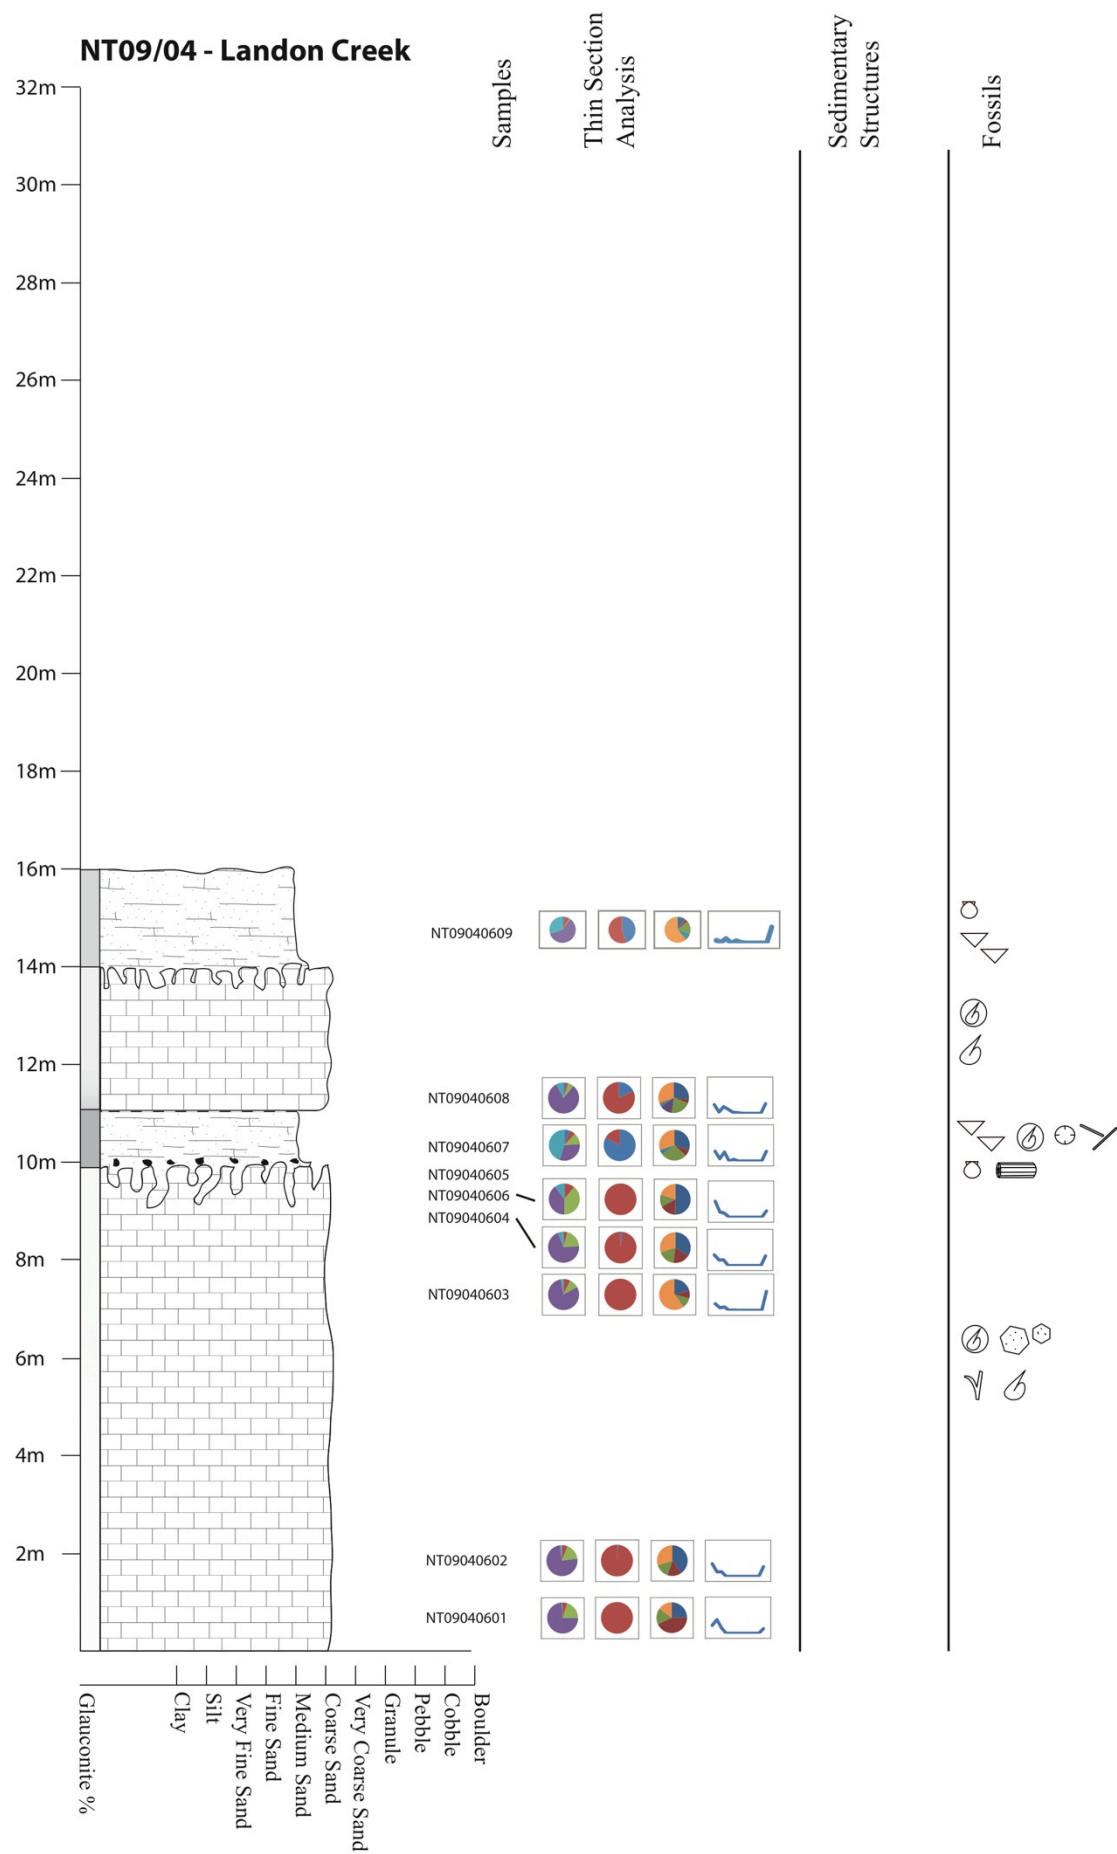 NT09/04 - Landon Creek
Samples
Thin Section
Analysis
Sedimentary
Structures
Fossils
32m
30m
28m
26m
24m
22m
20m
18m
16m
14m
12m
10m
8m
6m
4m
2m
NT09040609
NT09040608
NT09040607
NT09040605
NT09040606
NT09040604
NT09040603
NT09040602
NT09040601
Glauconite %
Clay
Silt
Very Fine Sand
Fine Sand
Medium Sand
Coarse Sand
Very Coarse Sand
Granule
Pebble
Cobble
Boulder